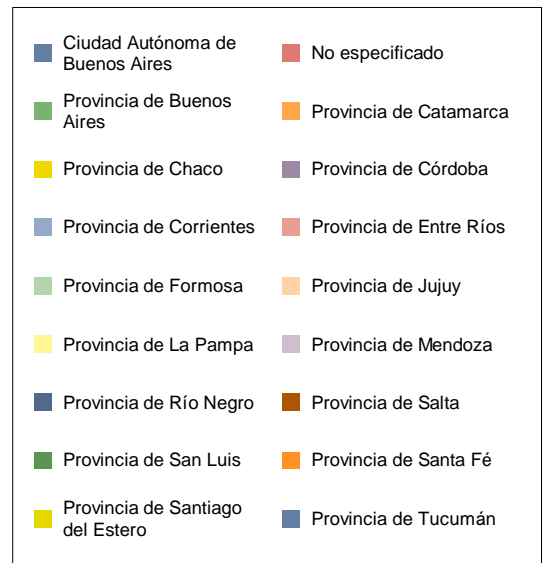 Ciudad Autónoma de
Buenos Aires
No especificado
Provincia de Buenos
Aires
Provincia de Catamarca
Provincia de Chaco
Provincia de Córdoba
Provincia de Corrientes
Provincia de Entre Ríos
Provincia de Formosa
Provincia de Jujuy
Provincia de La Pampa
Provincia de Mendoza
Provincia de Río Negro
Provincia de Salta
Provincia de San Luis
Provincia de Santa Fé
Provincia de Santiago
del Estero
Provincia de Tucumán